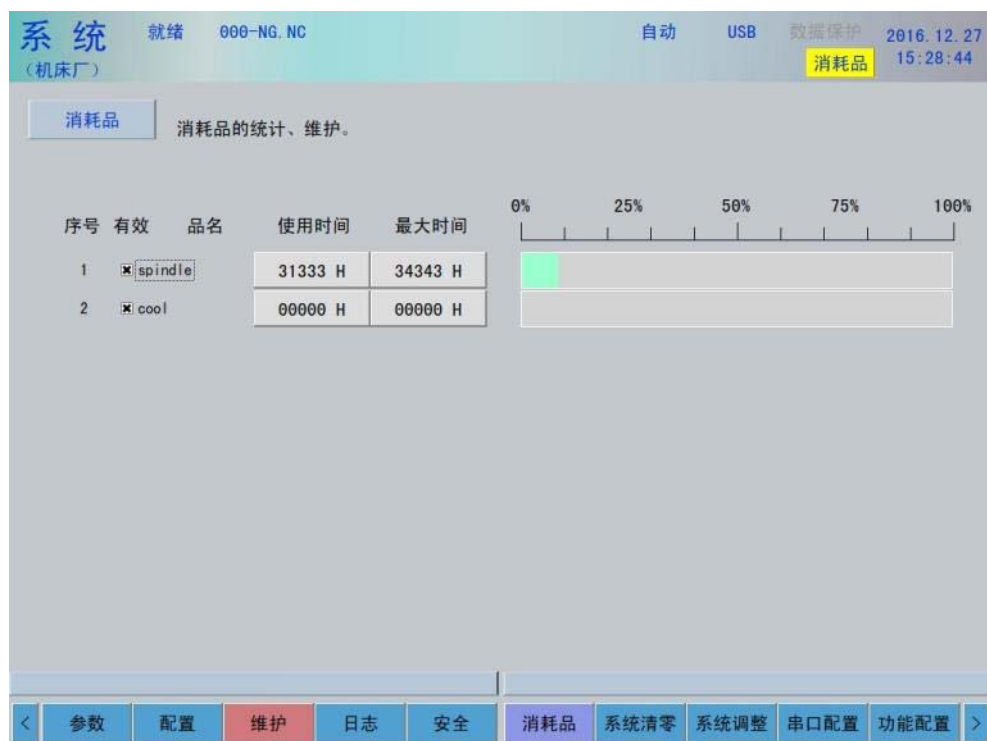 系 统 就绪 000-NG.NC 自动 USB 数据保护 2016.12.27
(机床厂) 消耗品 15:28:44
消耗品 消耗品的统计、维护。
0% 25% 50% 75% 100%
序号 有效 品名 使用时间 最大时间
1 spindle 31333 H 34343 H
2 cool 00000 H 00000 H
< 参数 配置 维护 日志 安全 消耗品 系统清零 系统调整 串口配置 功能配置 >